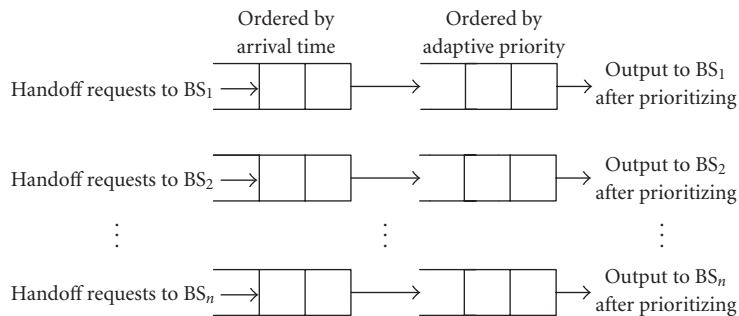 Ordered by
arrival time
Ordered by
adaptive priority
Handoff requests to BS₁
Output to BS₁
after prioritizing
Handoff requests to BS₂
Output to BS₂
after prioritizing
⋮ ⋮ ⋮
Handoff requests to BSₙ
Output to BSₙ
after prioritizing